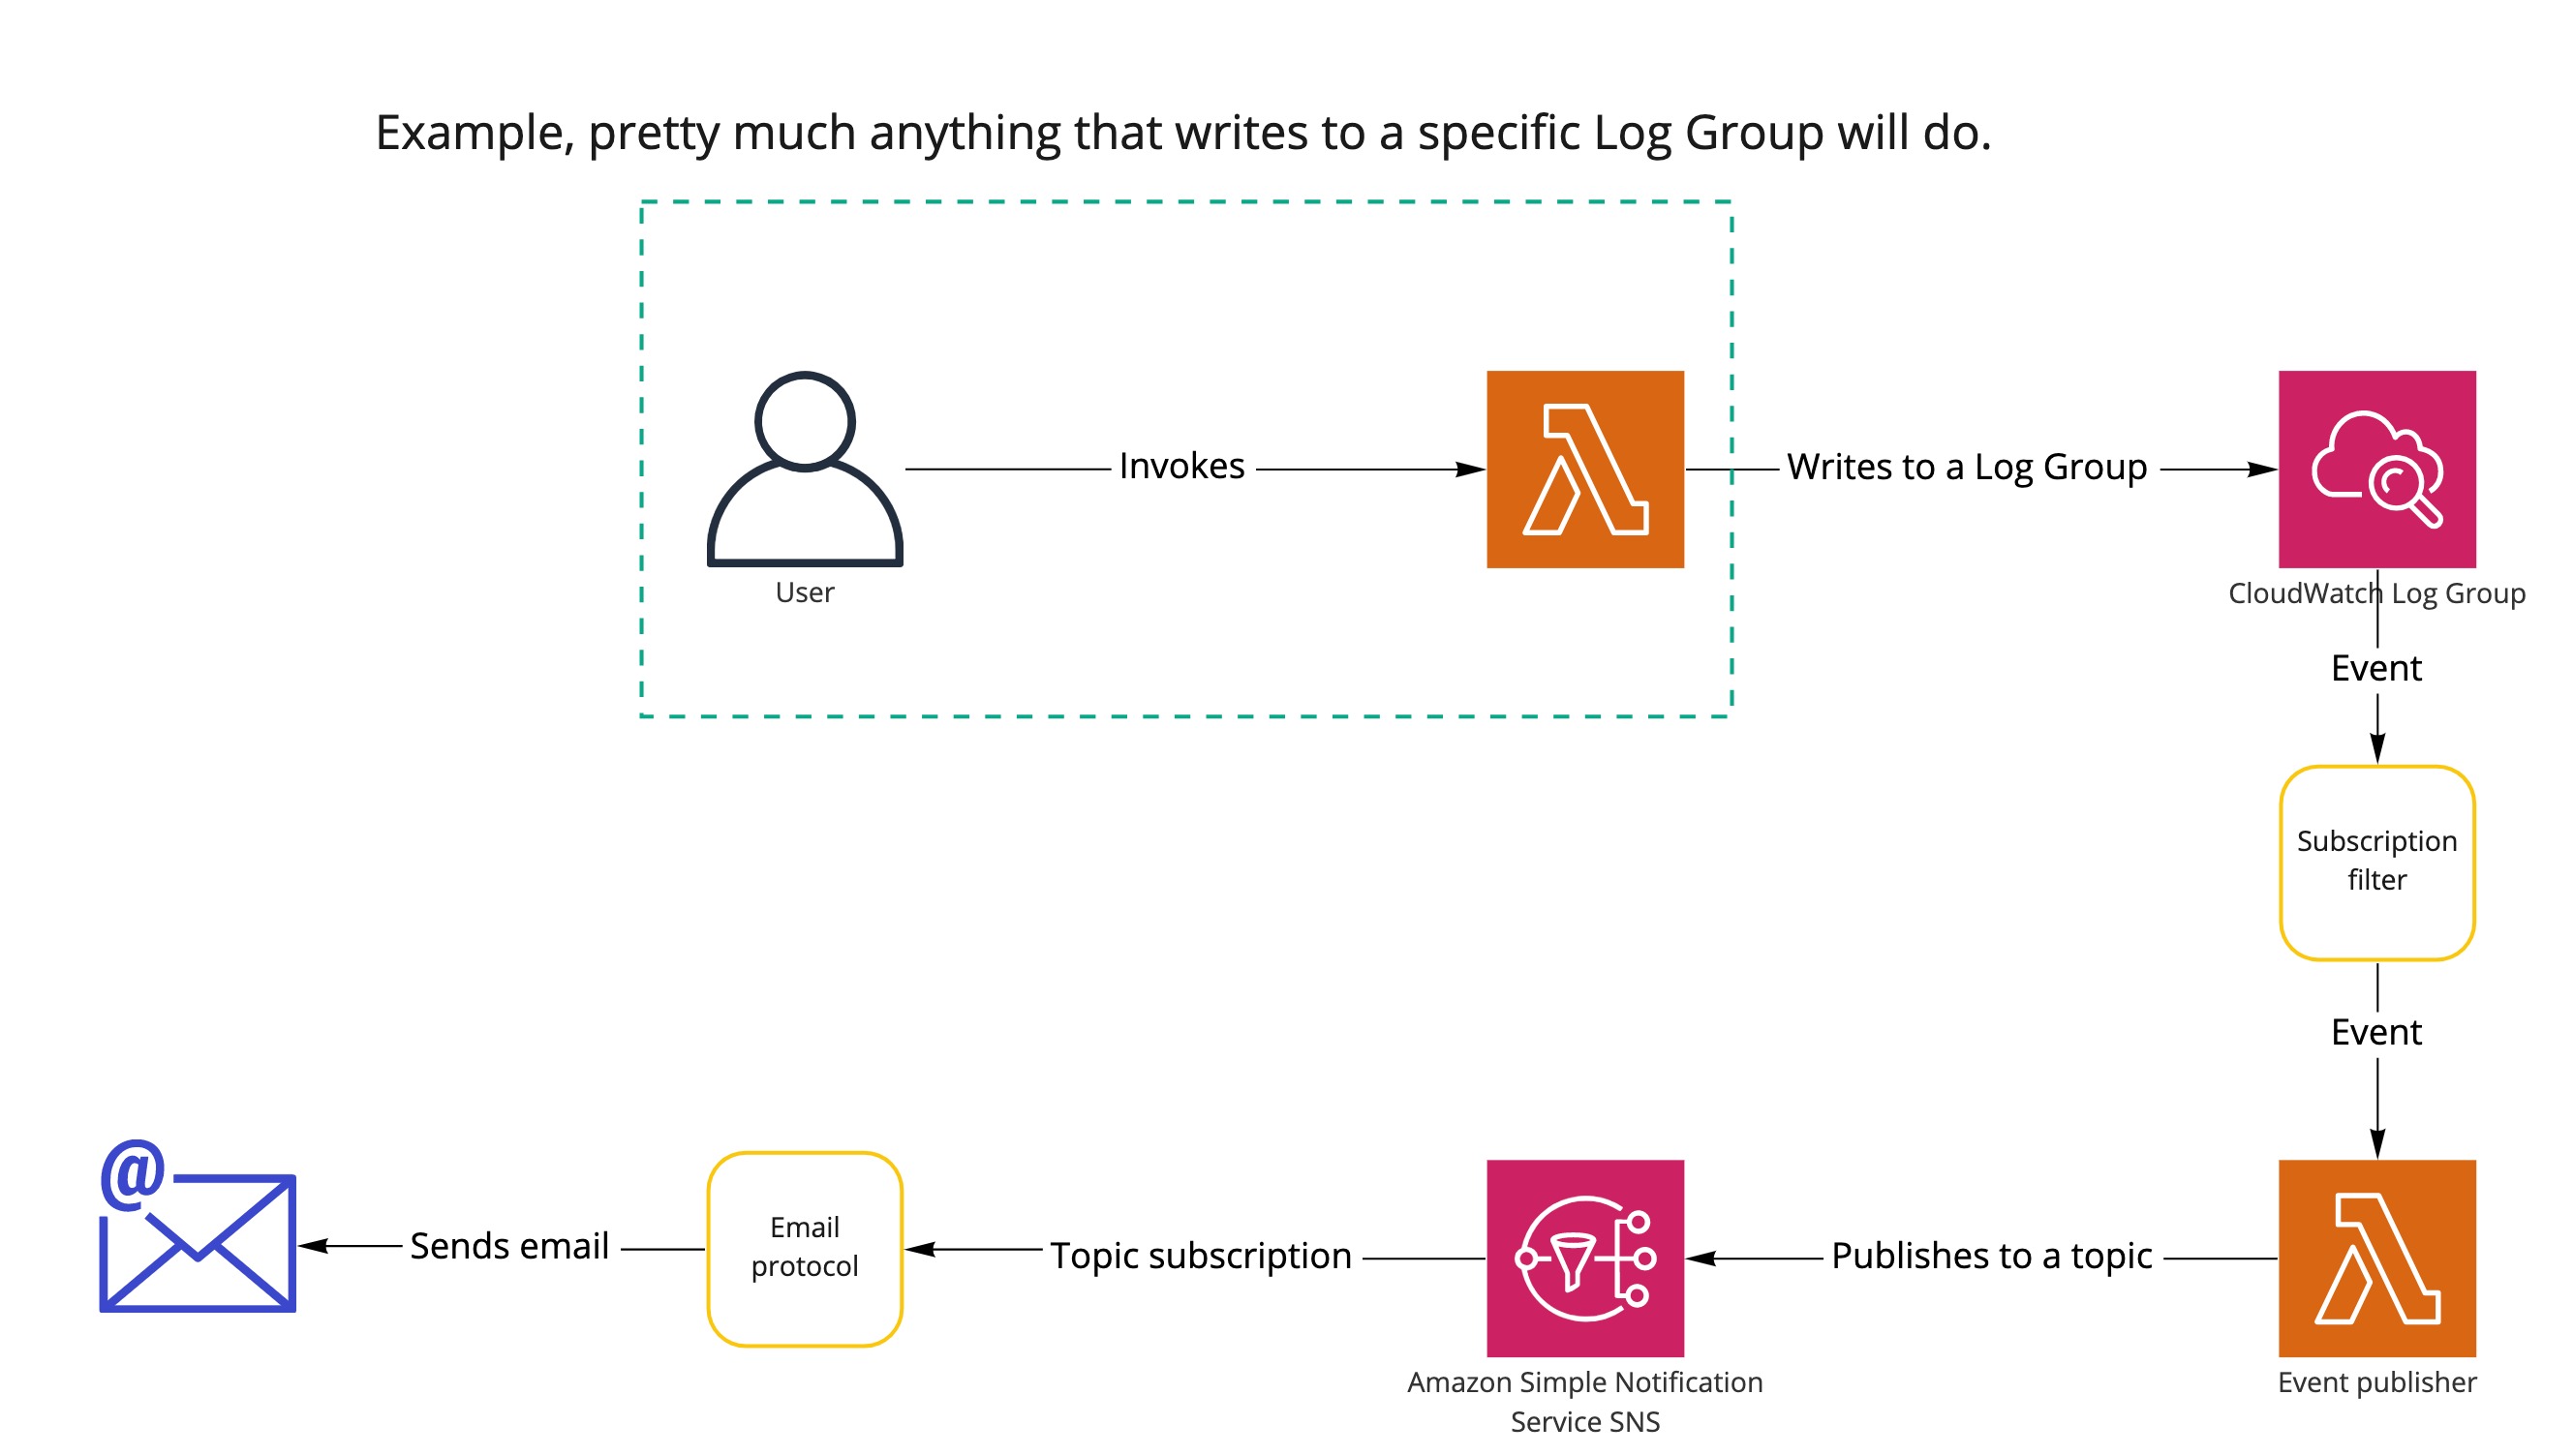 Example, pretty much anything that writes to a specific Log Group will do.
Invokes
Writes to a Log Group
User
CloudWatch Log Group
Event
Subscription
filter
Event
@
Sends email
Email
protocol
Topic subscription
Publishes to a topic
Amazon Simple Notification
Service SNS
Event publisher